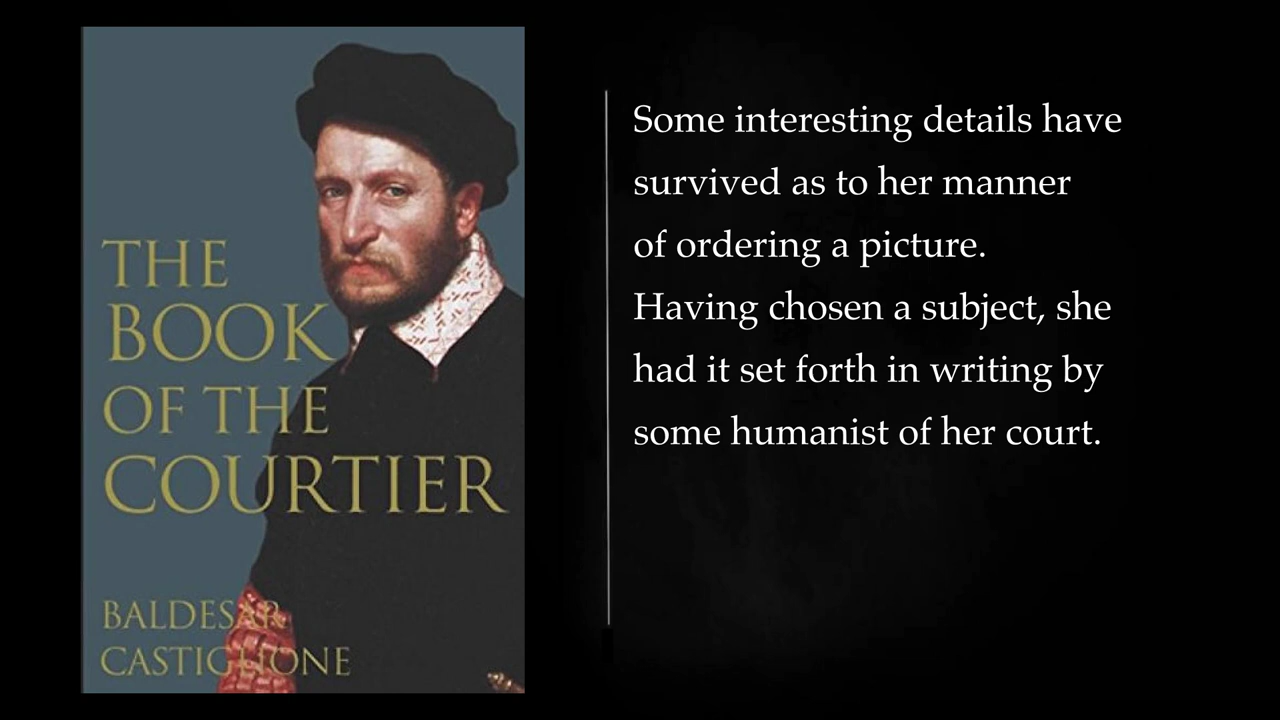 THE
BOOK
OF THE
COURTIER
BALDESAR
CASTIGLIONE
Some interesting details have
survived as to her manner
of ordering a picture.
Having chosen a subject, she
had it set forth in writing by
some humanist of her court.